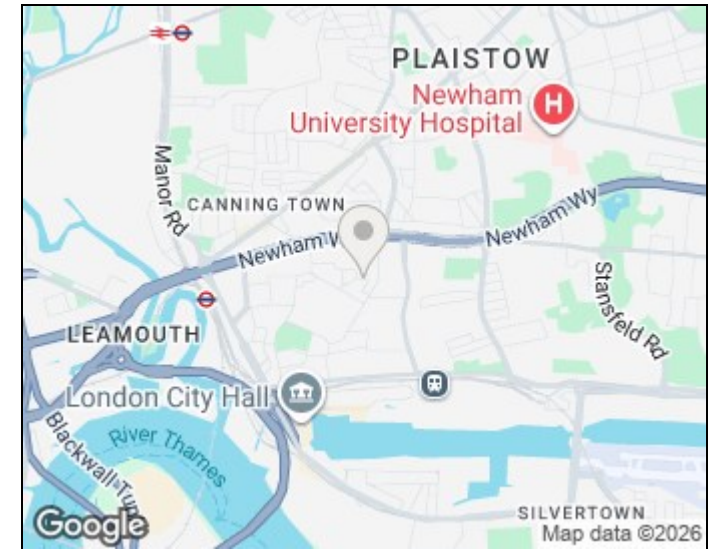 PLAISTOW
Newham
University Hospital
H
Manor Rd
CANNING TOWN
Newham W
Newham Wy
Stansfeld Rd
LEAMOUTH
London City Hall
River Thames
Blackwall Tun
SILVERTOWN
Google
Map data ©2026